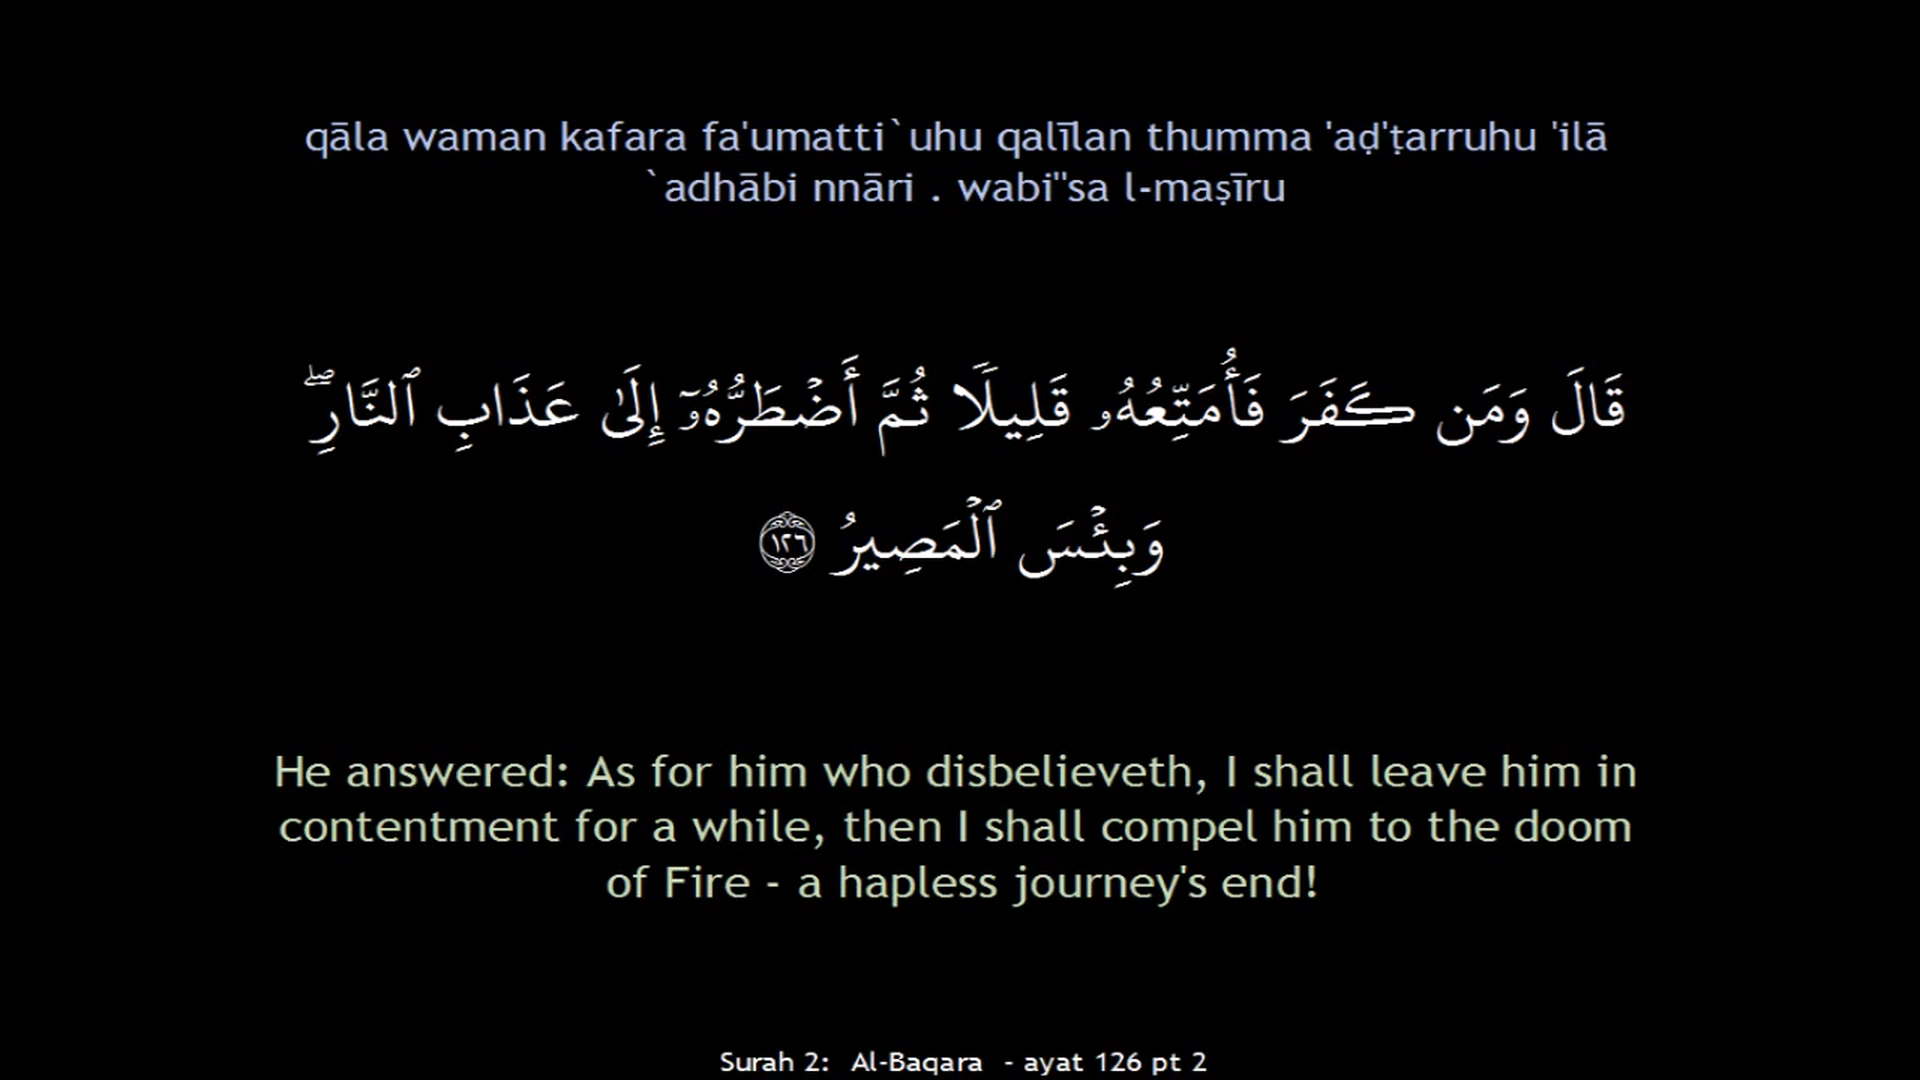 qāla waman kafara fa'umatti`uhu qalīlan thumma 'aḍ'ṭarruhu 'ilā
`adhābi nnāri . wabi"sa l-maṣīru
قَالَ وَمَن كَفَرَ فَأُمَتِّعُهُۥ قَلِيلًا ثُمَّ أَضْطَرُّهُۥٓ إِلَىٰ عَذَابِ ٱلنَّارِ ۖ
وَبِئْسَ ٱلْمَصِيرُ ١٢٦
He answered: As for him who disbelieveth, I shall leave him in
contentment for a while, then I shall compel him to the doom
of Fire - a hapless journey's end!
Surah 2:  Al-Baqara  - ayat 126 pt 2